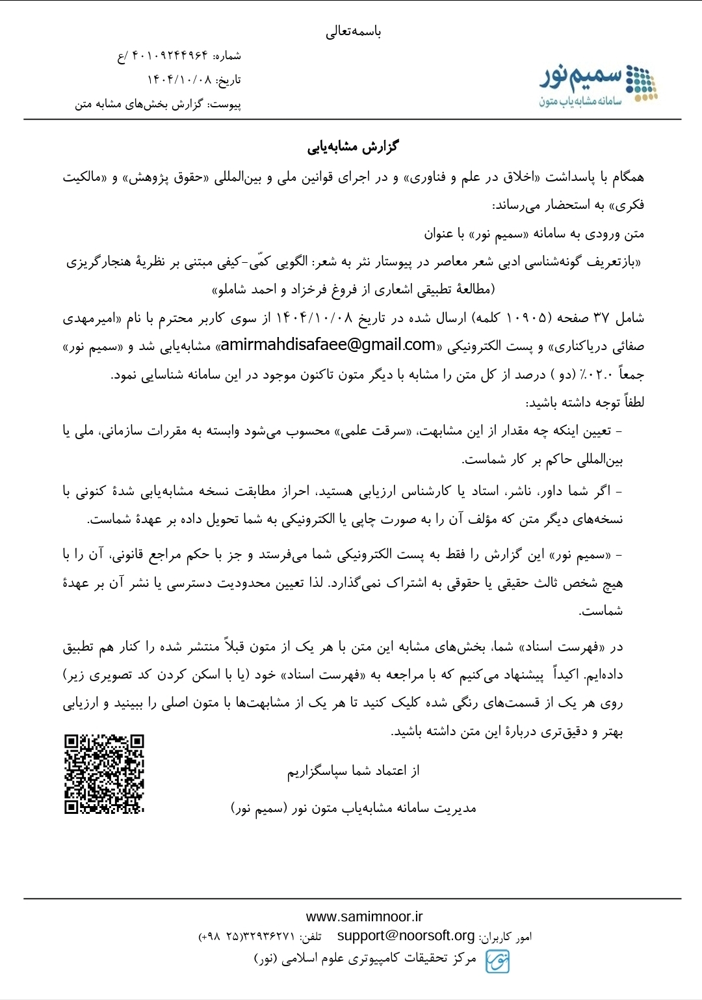 باسمه‌تعالی
شماره: ۴۰۱۰۹۲۴۴۹۶۴ /ع
تاریخ: ۱۴۰۴/۱۰/۰۸
پیوست: گزارش بخش‌های مشابه متن
سمیم نور
سامانه مشابه‌یاب متون
گزارش مشابه‌یابی
همگام با پاسداشت «اخلاق در علم و فناوری» و در اجرای قوانین ملی و بین‌المللی «حقوق پژوهش» و «مالکیت
فکری» به استحضار می‌رساند:
متن ورودی به سامانه «سمیم نور» با عنوان
«بازتعریف گونه‌شناسی ادبی شعر معاصر در پیوستار نثر به شعر: الگویی کمّی-کیفی مبتنی بر نظریهٔ هنجارگریزی
(مطالعهٔ تطبیقی اشعاری از فروغ فرخزاد و احمد شاملو»
شامل ۳۷ صفحه (۱۰۹۰۵ کلمه) ارسال شده در تاریخ ۱۴۰۴/۱۰/۰۸ از سوی کاربر محترم با نام «امیرمهدی
صفائی دریاکناری» و پست الکترونیکی «amirmahdisafaee@gmail.com» مشابه‌یابی شد و «سمیم نور»
جمعاً ۰۲.۰٪ (دو ) درصد از کل متن را مشابه با دیگر متون تاکنون موجود در این سامانه شناسایی نمود.
لطفاً توجه داشته باشید:
- تعیین اینکه چه مقدار از این مشابهت، «سرقت علمی» محسوب می‌شود وابسته به مقررات سازمانی، ملی یا
بین‌المللی حاکم بر کار شماست.
- اگر شما داور، ناشر، استاد یا کارشناس ارزیابی هستید، احراز مطابقت نسخه مشابه‌یابی شدهٔ کنونی با
نسخه‌های دیگر متن که مؤلف آن را به صورت چاپی یا الکترونیکی به شما تحویل داده بر عهدهٔ شماست.
- «سمیم نور» این گزارش را فقط به پست الکترونیکی شما می‌فرستد و جز با حکم مراجع قانونی، آن را با
هیچ شخص ثالث حقیقی یا حقوقی به اشتراک نمی‌گذارد. لذا تعیین محدودیت دسترسی یا نشر آن بر عهدهٔ
شماست.
در «فهرست اسناد» شما، بخش‌های مشابه این متن با هر یک از متون قبلاً منتشر شده را کنار هم تطبیق
داده‌ایم. اکیداً پیشنهاد می‌کنیم که با مراجعه به «فهرست اسناد» خود (یا با اسکن کردن کد تصویری زیر)
روی هر یک از قسمت‌های رنگی شده کلیک کنید تا هر یک از مشابهت‌ها با متون اصلی را ببینید و ارزیابی
بهتر و دقیق‌تری دربارهٔ این متن داشته باشید.
از اعتماد شما سپاسگزاریم
مدیریت سامانه مشابه‌یاب متون نور (سمیم نور)
www.samimnoor.ir
امور کاربران: support@noorsoft.org تلفن: ۳۲۹۳۶۲۷۱(۲۵ ۹۸+)
مرکز تحقیقات کامپیوتری علوم اسلامی (نور)
نور